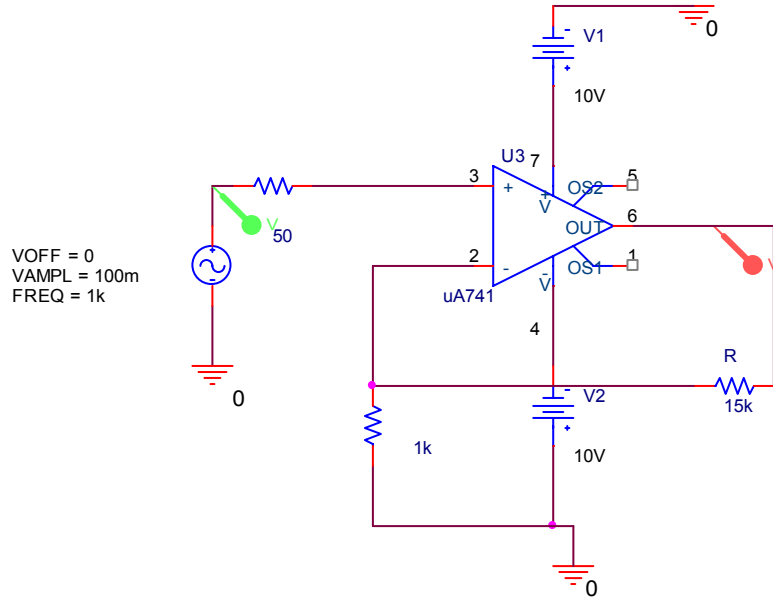 V1
0
-
+
10V
U3
7
3
+
+
V
OS2
5
OUT
6
V
50
VOFF = 0
VAMPL = 100m
FREQ = 1k
+
-
2
-
-
V
OS1
1
uA741
V
4
R
15k
0
-
V2
+
1k
10V
0